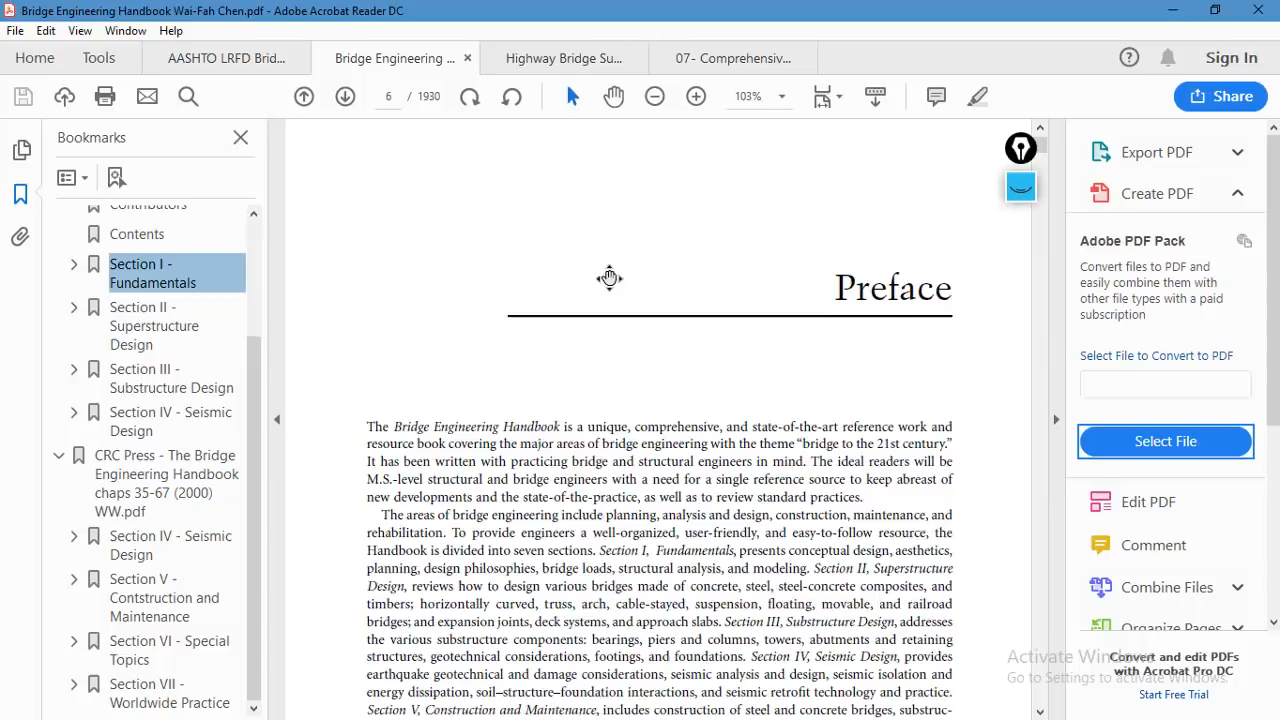 Bridge Engineering Handbook Wai-Fah Chen.pdf - Adobe Acrobat Reader DC
File Edit View Window Help
Home Tools AASHTO LRFD Brid... Bridge Engineering ... Highway Bridge Su... 07- Comprehensiv... Sign In
6 / 1930 103% Share
Bookmarks
Contributors
Contents
Section I -
Fundamentals
Section II -
Superstructure
Design
Section III -
Substructure Design
Section IV - Seismic
Design
CRC Press - The Bridge
Engineering Handbook
chaps 35-67 (2000)
WW.pdf
Section IV - Seismic
Design
Section V -
Contstruction and
Maintenance
Section VI - Special
Topics
Section VII -
Worldwide Practice
Preface
The Bridge Engineering Handbook is a unique, comprehensive, and state-of-the-art reference work and
resource book covering the major areas of bridge engineering with the theme “bridge to the 21st century.”
It has been written with practicing bridge and structural engineers in mind. The ideal readers will be
M.S.-level structural and bridge engineers with a need for a single reference source to keep abreast of
new developments and the state-of-the-practice, as well as to review standard practices.
The areas of bridge engineering include planning, analysis and design, construction, maintenance, and
rehabilitation. To provide engineers a well-organized, user-friendly, and easy-to-follow resource, the
Handbook is divided into seven sections. Section I, Fundamentals, presents conceptual design, aesthetics,
planning, design philosophies, bridge loads, structural analysis, and modeling. Section II, Superstructure
Design, reviews how to design various bridges made of concrete, steel, steel-concrete composites, and
timbers; horizontally curved, truss, arch, cable-stayed, suspension, floating, movable, and railroad
bridges; and expansion joints, deck systems, and approach slabs. Section III, Substructure Design, addresses
the various substructure components: bearings, piers and columns, towers, abutments and retaining
structures, geotechnical considerations, footings, and foundations. Section IV, Seismic Design, provides
earthquake geotechnical and damage considerations, seismic analysis and design, seismic isolation and
energy dissipation, soil–structure–foundation interactions, and seismic retrofit technology and practice.
Section V, Construction and Maintenance, includes construction of steel and concrete bridges, substruc-
Export PDF
Create PDF
Adobe PDF Pack
Convert files to PDF and
easily combine them with
other file types with a paid
subscription
Select File to Convert to PDF
Select File
Edit PDF
Comment
Combine Files
Organize Pages
Convert and edit PDFs
with Acrobat Pro DC
Start Free Trial
Activate Windows
Go to Settings to activate Windows.